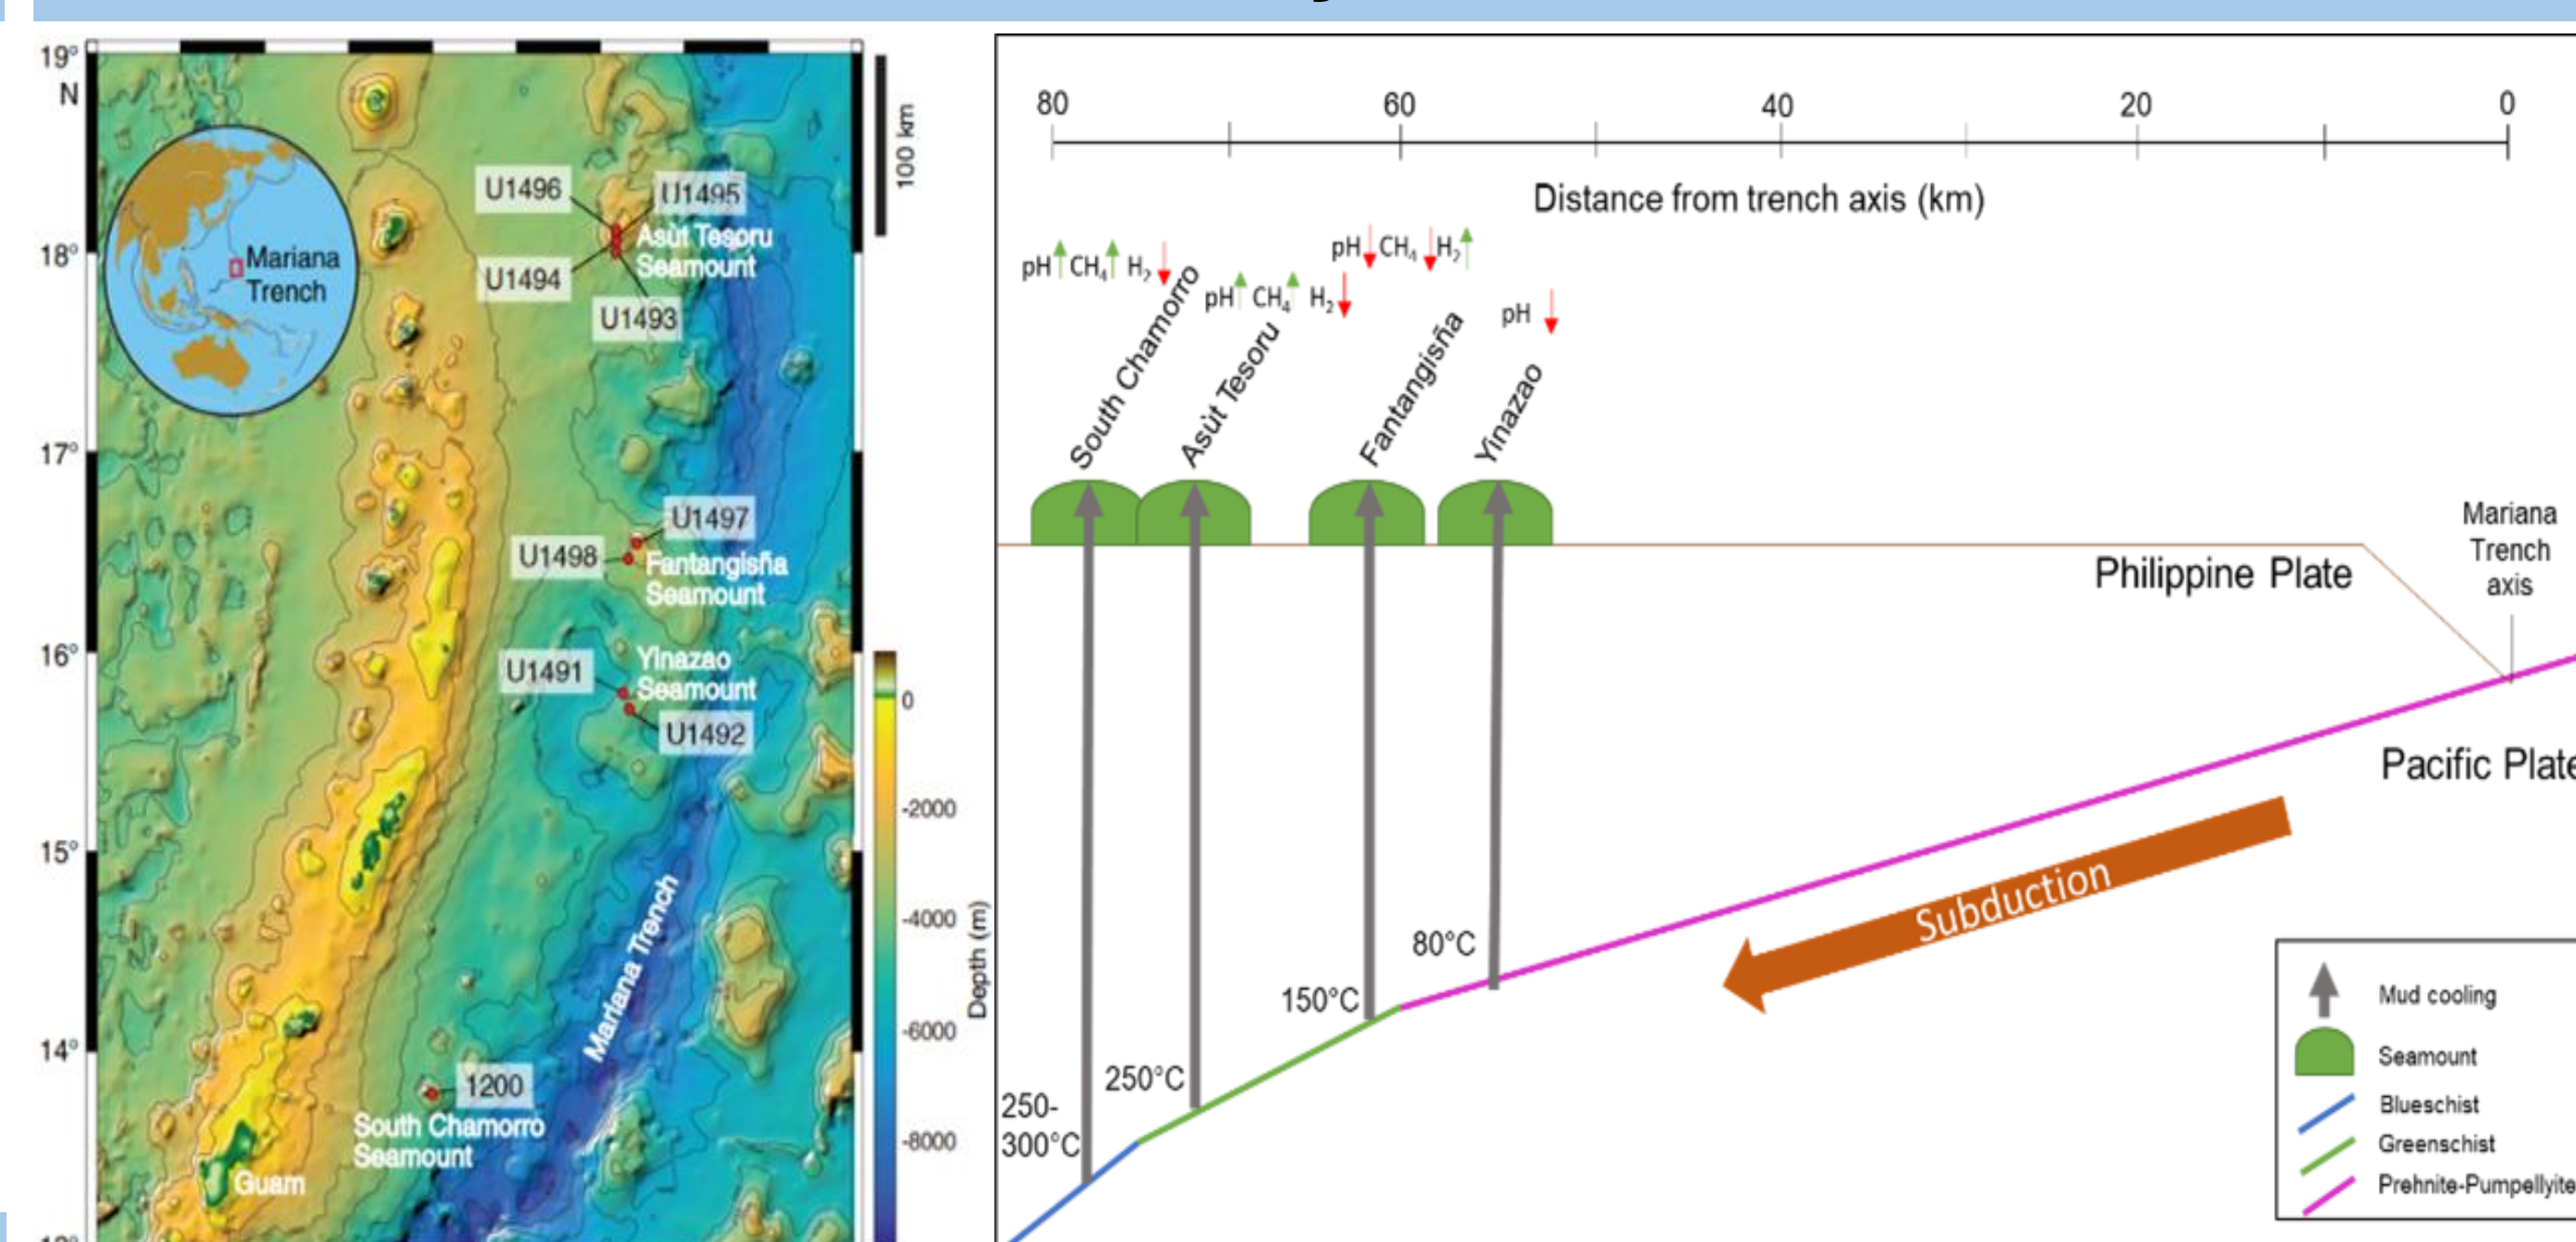 19°
N
18°
17°
16°
15°
14°
Mariana
Trench
U1496
U1495
Asùt Tesoru
Seamount
U1494
U1493
U1497
U1498
Fantangisña
Seamount
U1491
Yinazao
Seamount
U1492
Mariana Trench
1200
South Chamorro
Seamount
Guam
100 km
0
-2000
-4000
-6000
-8000
Depth (m)
80
60
40
20
0
Distance from trench axis (km)
pH CH4 H2
pH CH4 H2
pH CH4 H2
pH
South Chamorro
Asùt Tesoru
Fantangisña
Yinazao
Philippine Plate
Mariana
Trench
axis
Pacific Plate
Subduction
80°C
150°C
250°C
250-
300°C
Mud cooling
Seamount
Blueschist
Greenschist
Prehnite-Pumpellyite